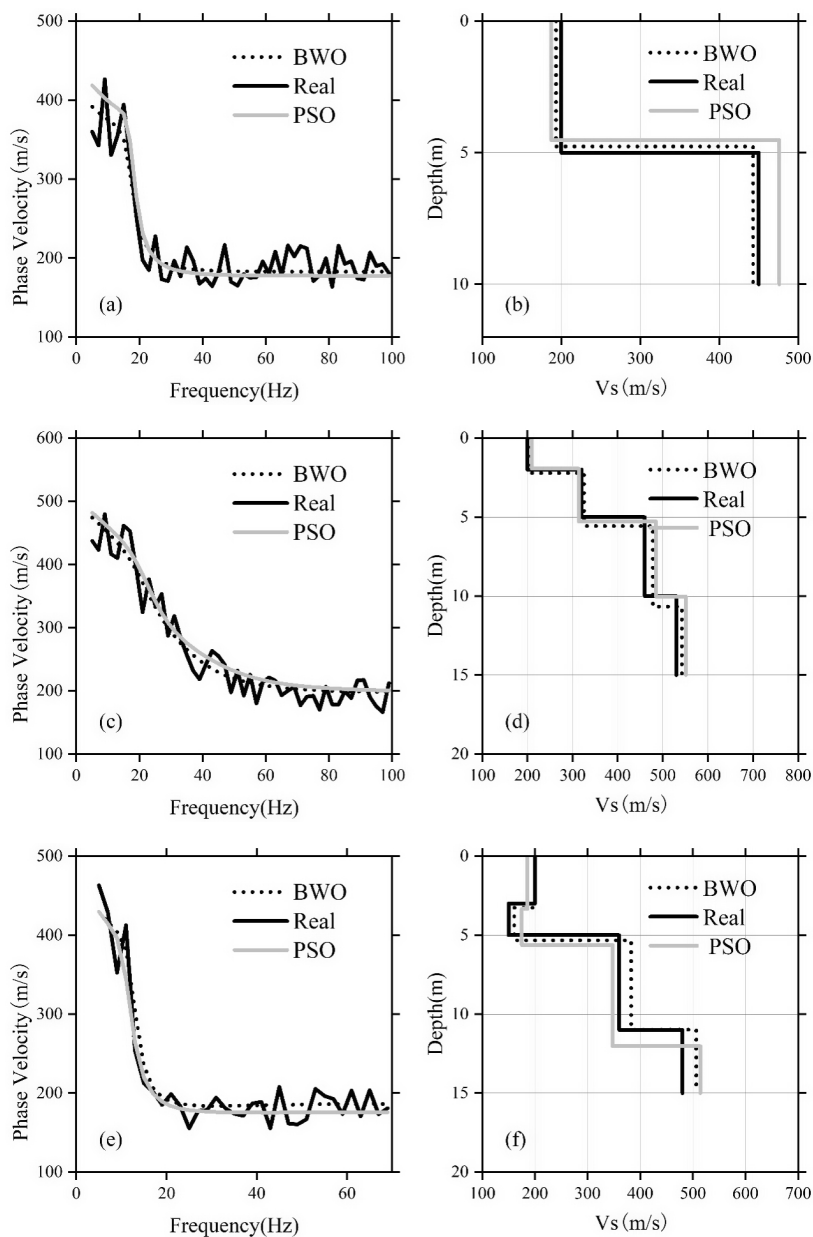 500
400
300
200
100
Phase Velocity (m/s)
BWO
Real
PSO
(a)
0 20 40 60 80 100
Frequency(Hz)
0
5
10
Depth(m)
BWO
Real
PSO
(b)
100 200 300 400 500
Vs (m/s)
600
500
400
300
200
100
Phase Velocity (m/s)
BWO
Real
PSO
(c)
0 20 40 60 80 100
Frequency(Hz)
0
5
10
15
20
Depth(m)
BWO
Real
PSO
(d)
100 200 300 400 500 600 700 800
Vs (m/s)
500
400
300
200
100
Phase Velocity (m/s)
BWO
Real
PSO
(e)
0 20 40 60
Frequency(Hz)
0
5
10
15
20
Depth(m)
BWO
Real
PSO
(f)
100 200 300 400 500 600 700
Vs (m/s)